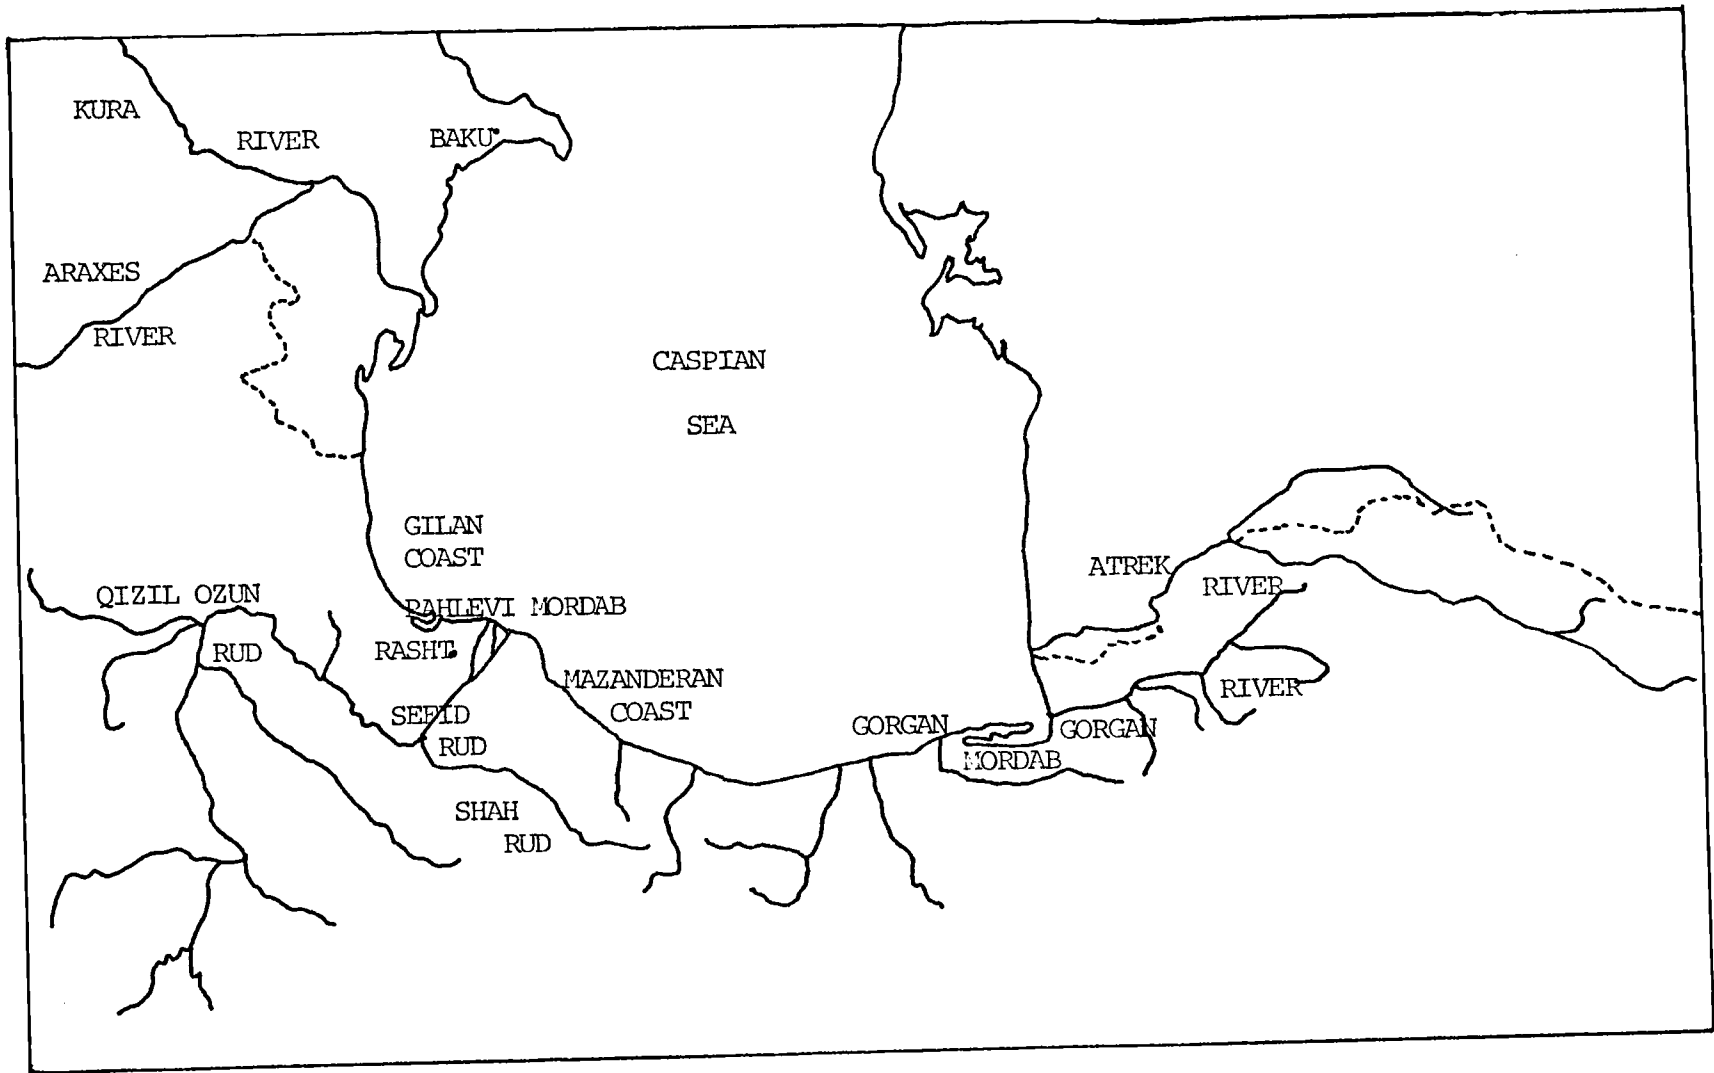 KURA
RIVER
BAKU
ARAXES
RIVER
CASPIAN
SEA
GILAN
COAST
ATREK
RIVER
QIZIL OZUN
RUD
PAHLEVI MORDAB
RASHT
MAZANDERAN
COAST
SEFID
RUD
SHAH
RUD
GORGAN
MORDAB
GORGAN
RIVER